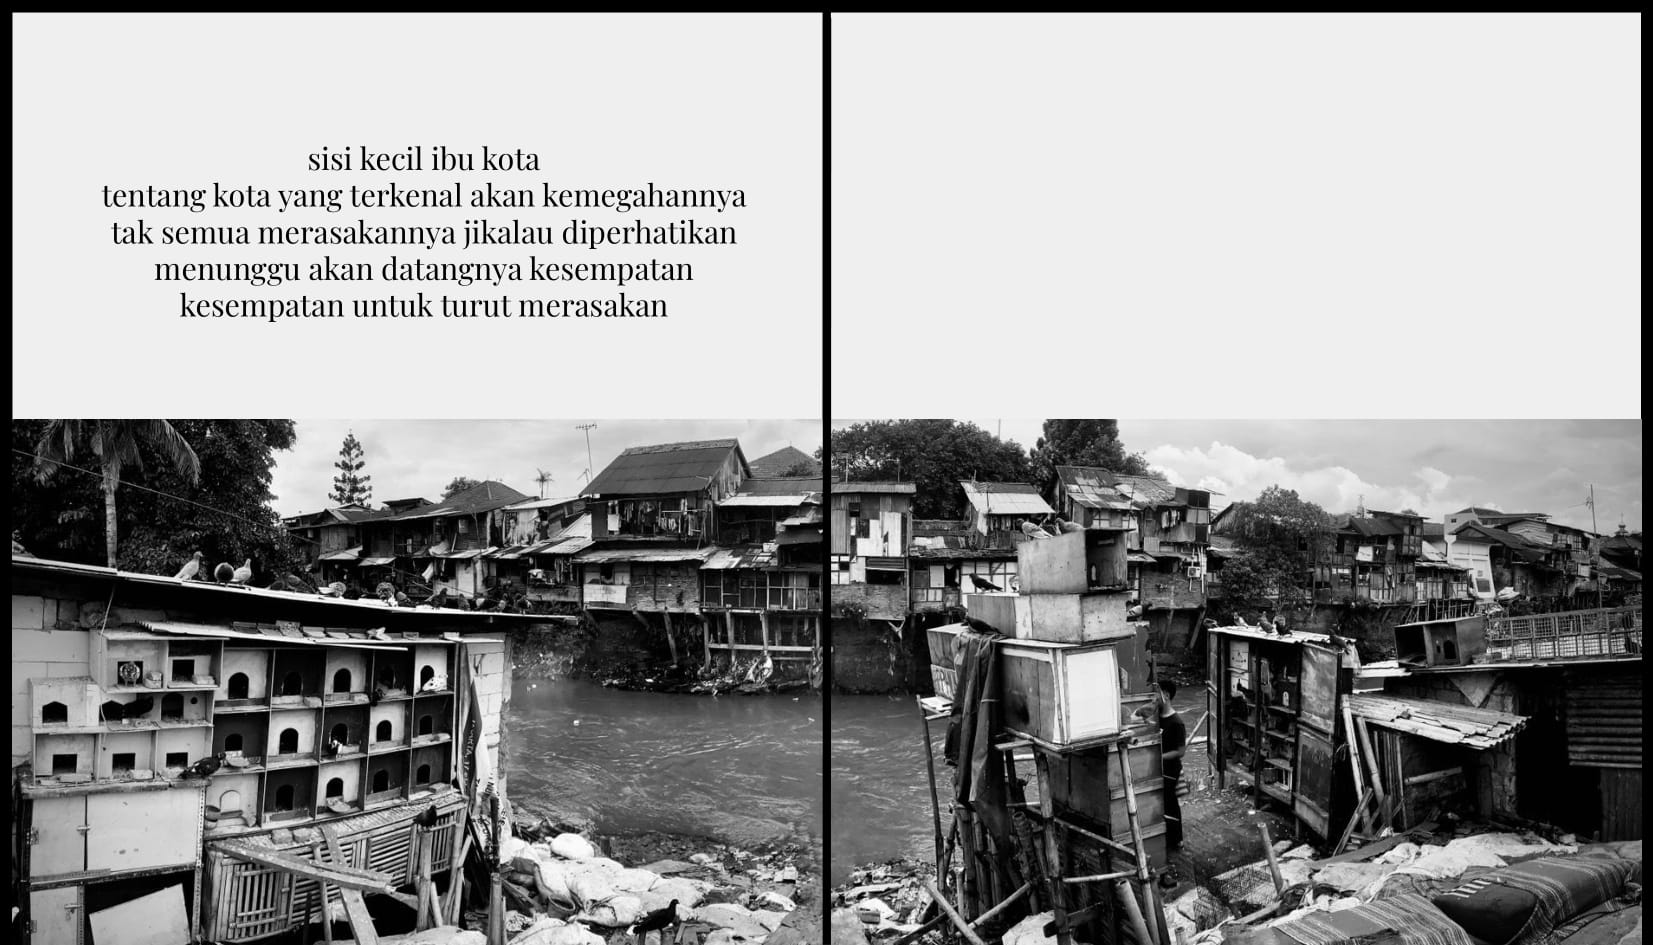 sisi kecil ibu kota
tentang kota yang terkenal akan kemegahannya
tak semua merasakannya jikalau diperhatikan
menunggu akan datangnya kesempatan
kesempatan untuk turut merasakan